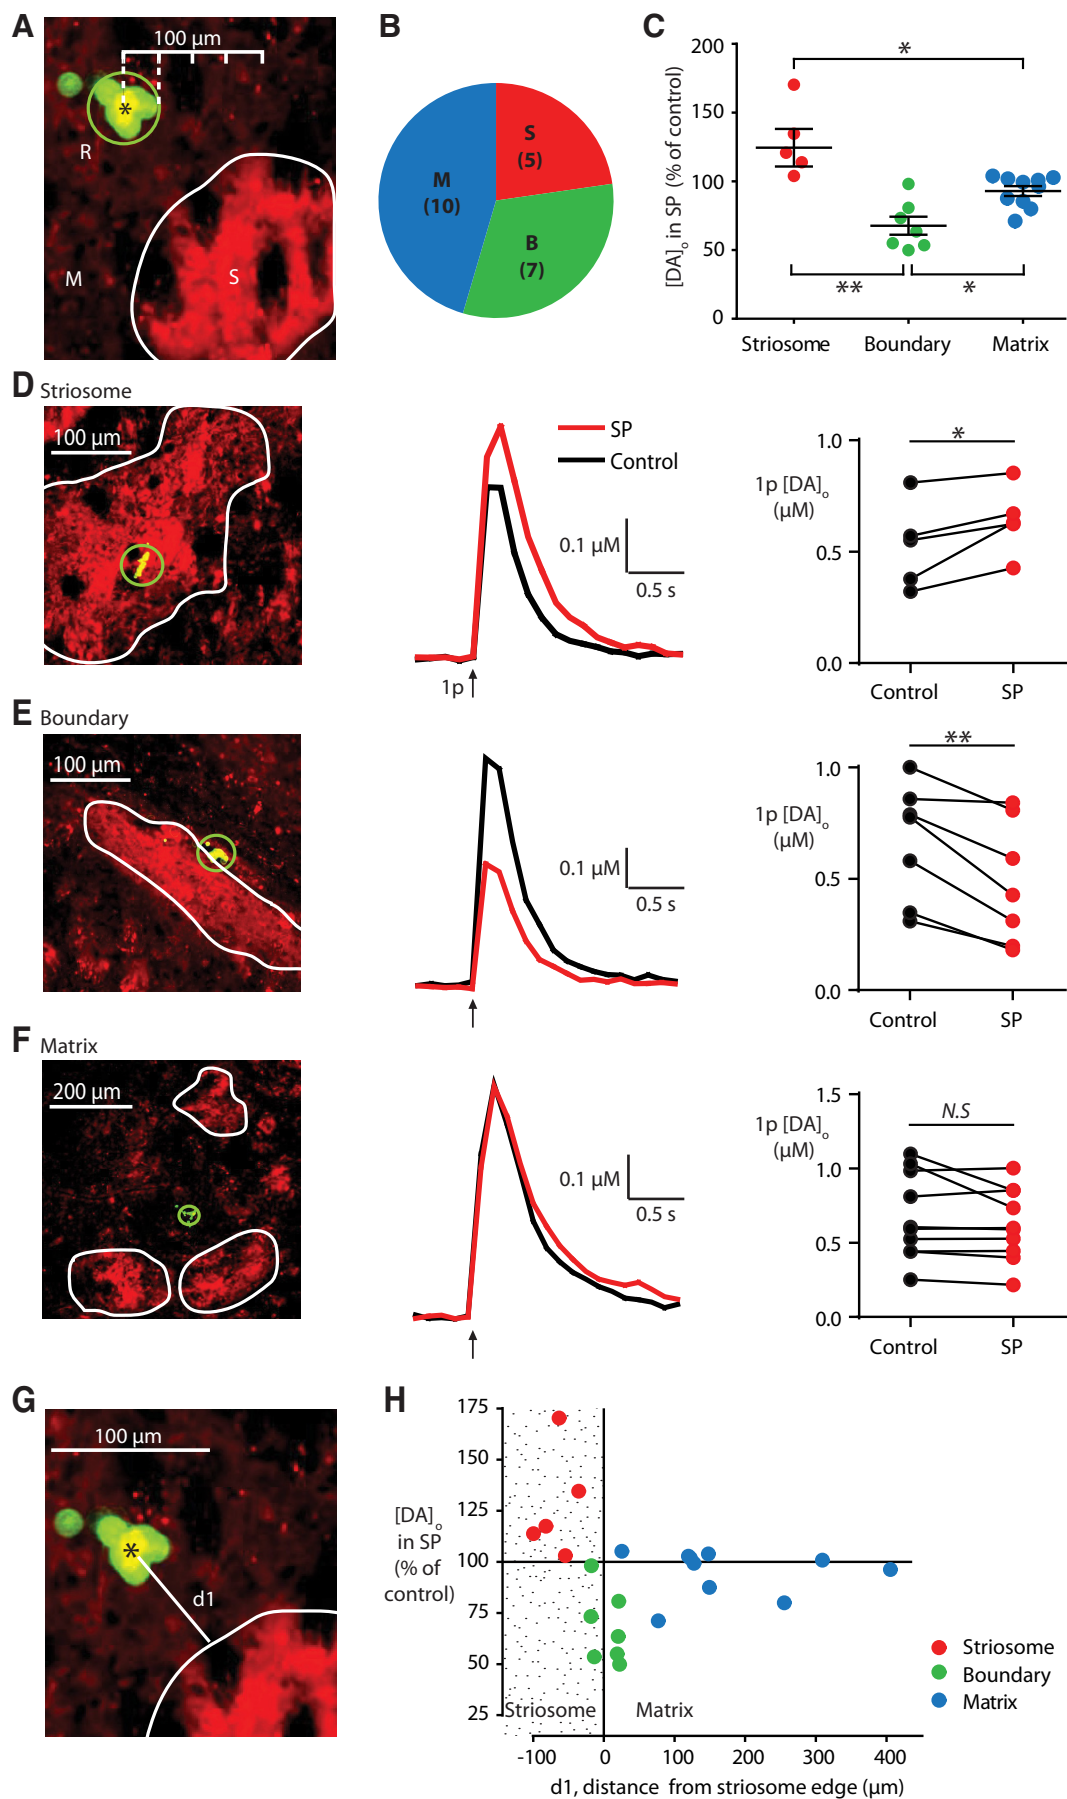 A
100 µm
*
R
M
S
B
S
(5)
M
(10)
B
(7)
C
[DA]o in SP (% of control)
200
150
100
50
0
*
**
*
Striosome
Boundary
Matrix
D Striosome
100 µm
SP
Control
0.1 µM
0.5 s
1p
1p [DA]o
(µM)
1.0
0.5
0.0
*
Control
SP
E Boundary
100 µm
0.1 µM
0.5 s
1p [DA]o
(µM)
1.0
0.5
0.0
**
Control
SP
F Matrix
200 µm
0.1 µM
0.5 s
1p [DA]o
(µM)
1.5
1.0
0.5
0.0
N.S
Control
SP
G
100 µm
*
d1
H
[DA]o
in SP
(% of
control)
175
150
125
100
75
50
25
Striosome
Matrix
-100
0
100
200
300
400
d1, distance from striosome edge (µm)
Striosome
Boundary
Matrix